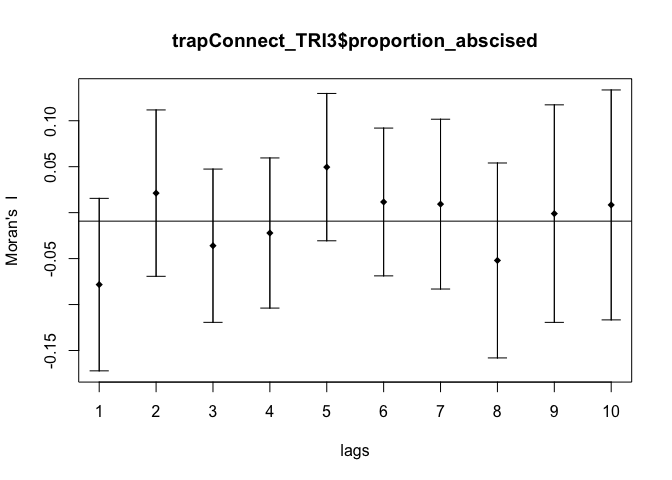 trapConnect_TRI3$proportion_abscised
Moran's I
0.10
0.05
-0.05
-0.15
1 2 3 4 5 6 7 8 9 10
lags